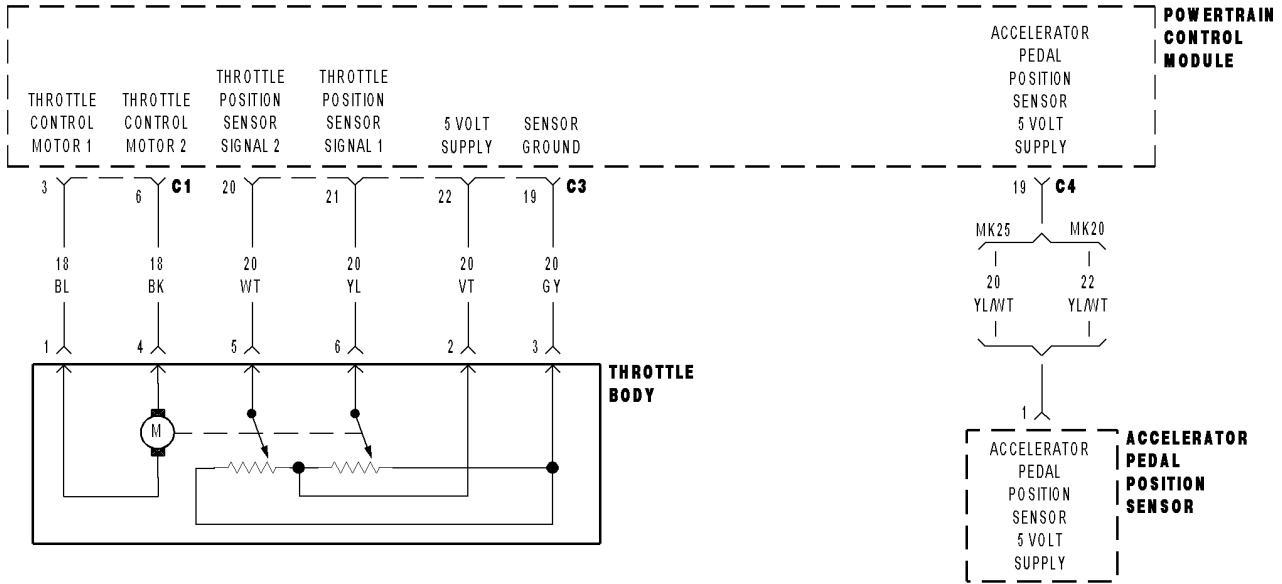 POWERTRAIN
CONTROL
MODULE
THROTTLE
CONTROL
MOTOR 1
THROTTLE
CONTROL
MOTOR 2
THROTTLE
POSITION
SENSOR
SIGNAL 2
THROTTLE
POSITION
SENSOR
SIGNAL 1
5 VOLT
SUPPLY
SENSOR
GROUND
ACCELERATOR
PEDAL
POSITION
SENSOR
5 VOLT
SUPPLY
3
6
C1
20
21
22
19
C3
19
C4
MK25
MK20
18
BL
18
BK
20
WT
20
YL
20
VT
20
GY
20
YL/WT
22
YL/WT
1
4
5
6
2
3
THROTTLE
BODY
M
1
ACCELERATOR
PEDAL
POSITION
SENSOR
5 VOLT
SUPPLY
ACCELERATOR
PEDAL
POSITION
SENSOR